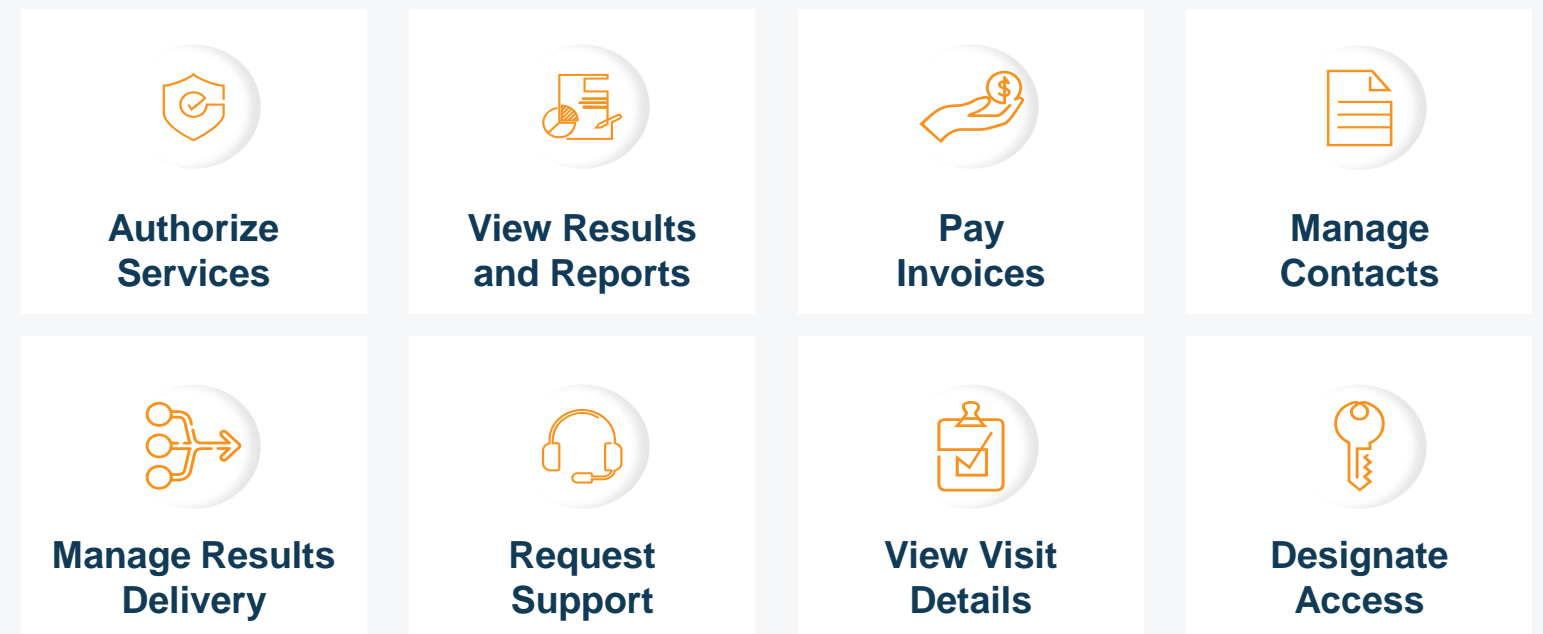 Authorize
Services
View Results
and Reports
Pay
Invoices
Manage
Contacts
Manage Results
Delivery
Request
Support
View Visit
Details
Designate
Access